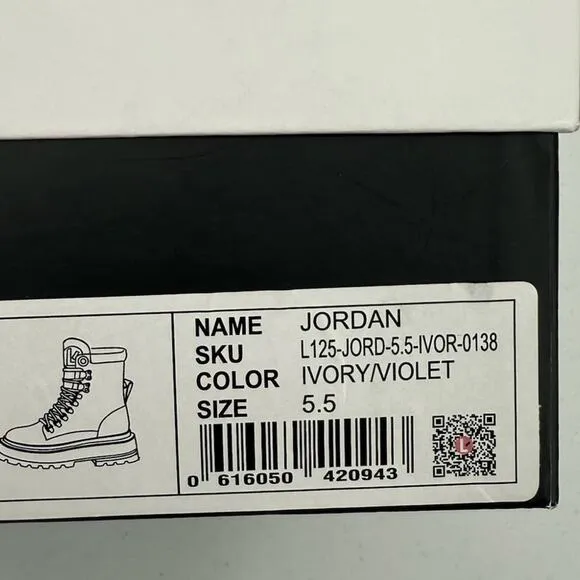 NAME JORDAN
SKU L125-JORD-5.5-IVOR-0138
COLOR IVORY/VIOLET
SIZE 5.5
0 616050 420943
L